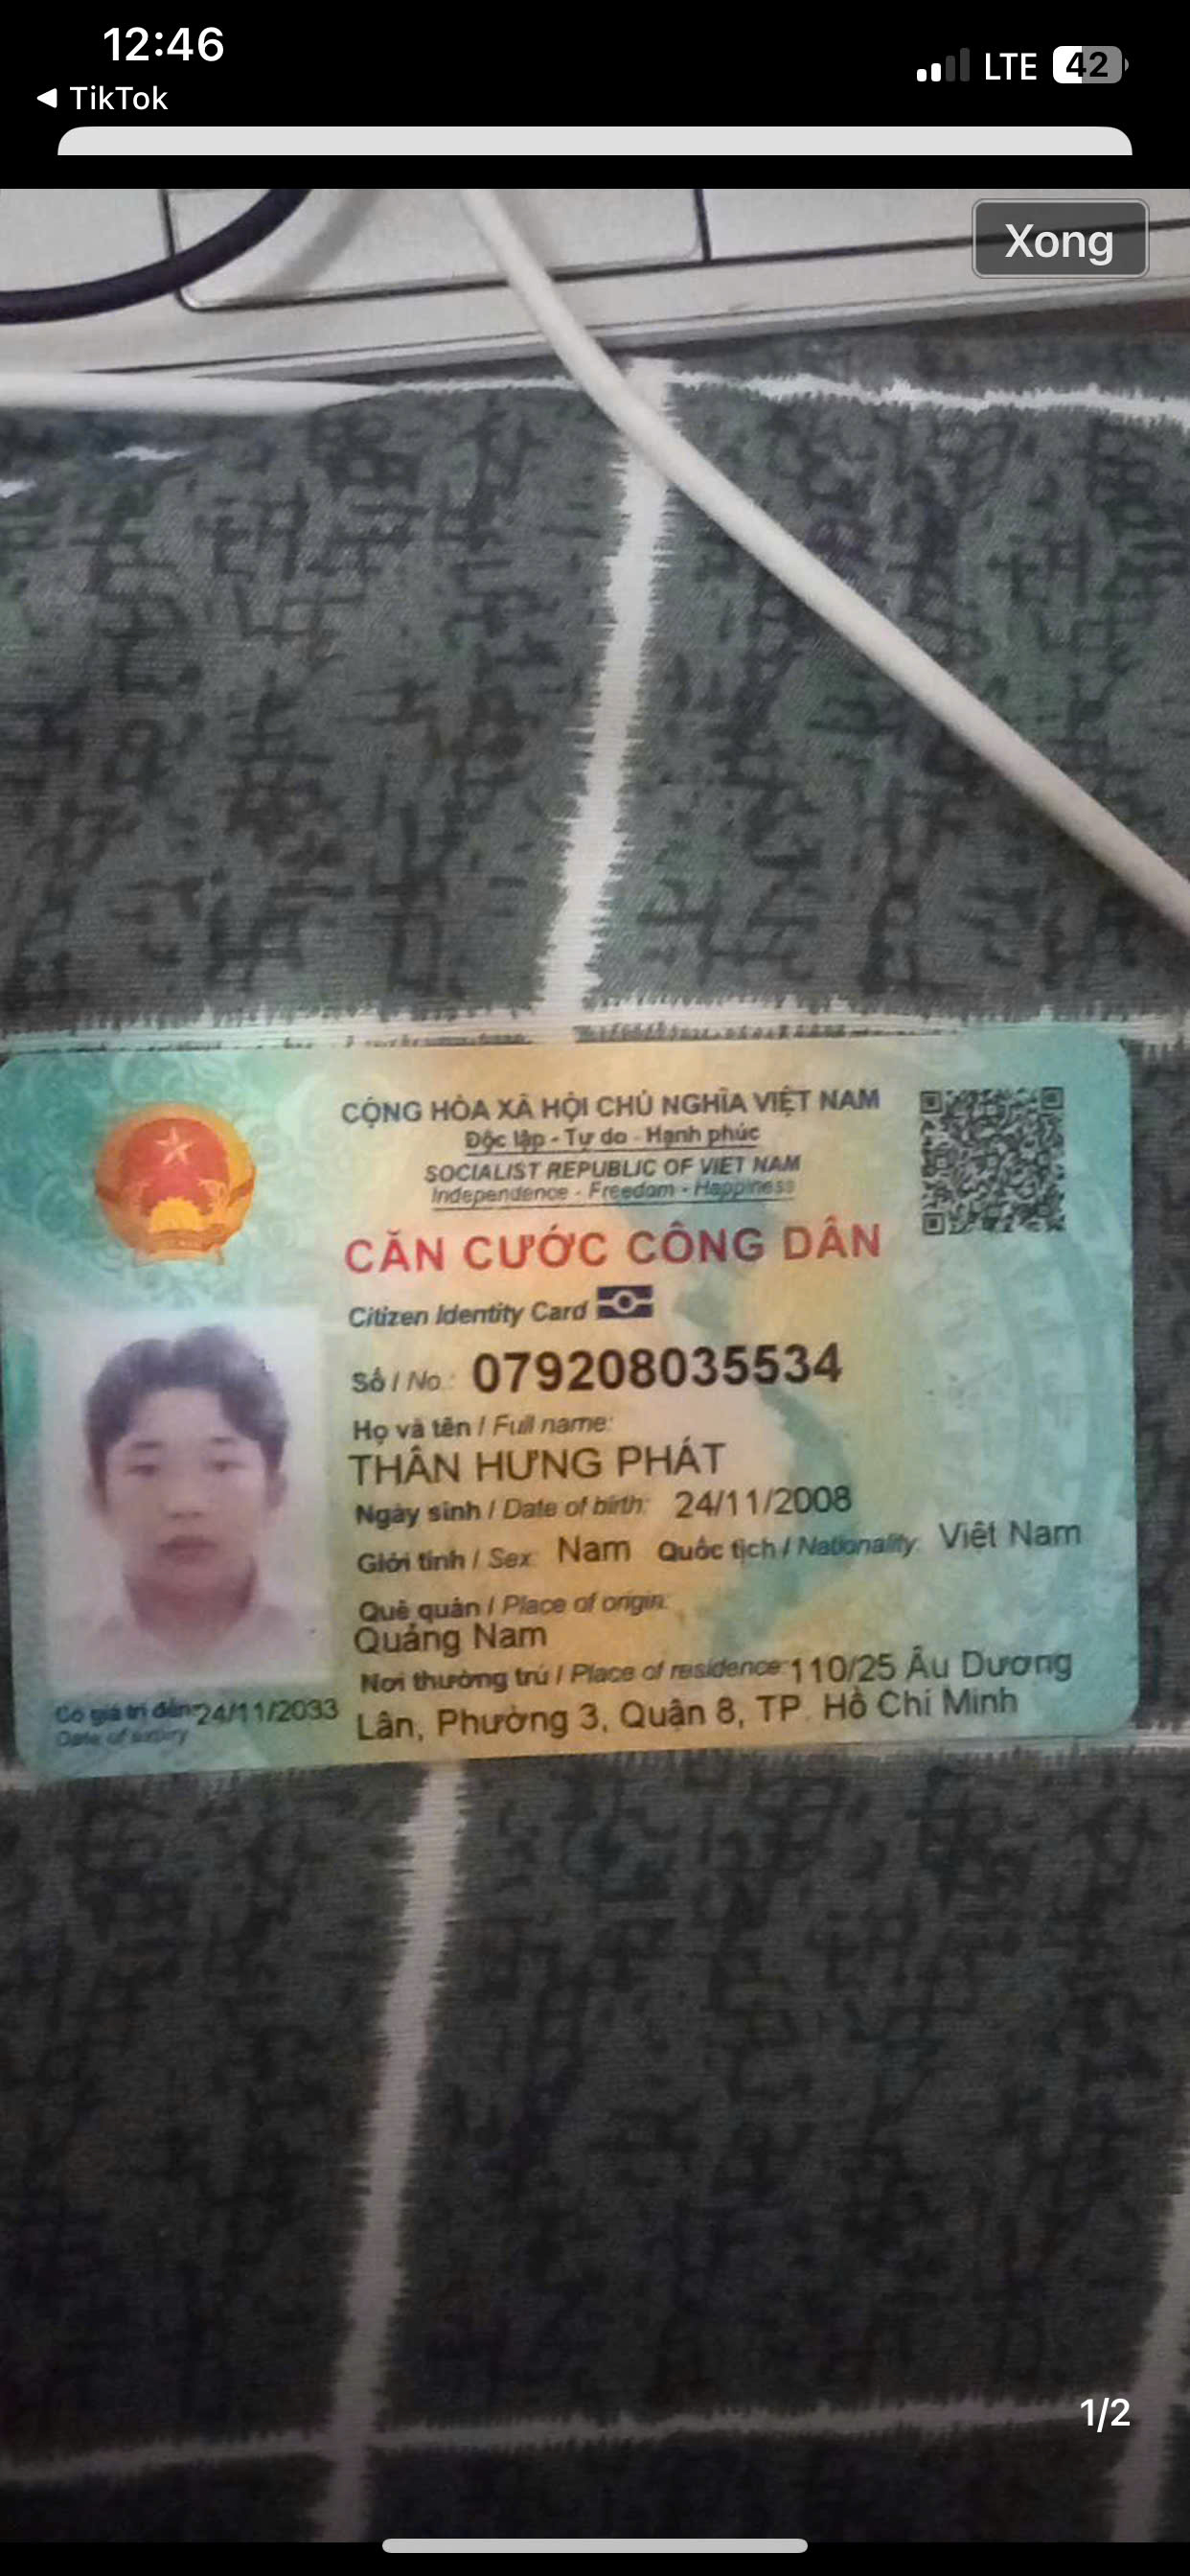 12:46
LTE 42
TikTok
Xong
CỘNG HÒA XÃ HỘI CHỦ NGHĨA VIỆT NAM
Độc lập - Tự do - Hạnh phúc
SOCIALIST REPUBLIC OF VIET NAM
Independence - Freedom - Happiness
CĂN CƯỚC CÔNG DÂN
Citizen Identity Card
Số / No.: 079208035534
Họ và tên / Full name:
THÂN HƯNG PHÁT
Ngày sinh / Date of birth: 24/11/2008
Giới tính / Sex: Nam Quốc tịch / Nationality: Việt Nam
Quê quán / Place of origin:
Quảng Nam
Nơi thường trú / Place of residence: 110/25 Âu Dương
Lân, Phường 3, Quận 8, TP. Hồ Chí Minh
Có giá trị đến: 24/11/2033
Date of expiry
1/2